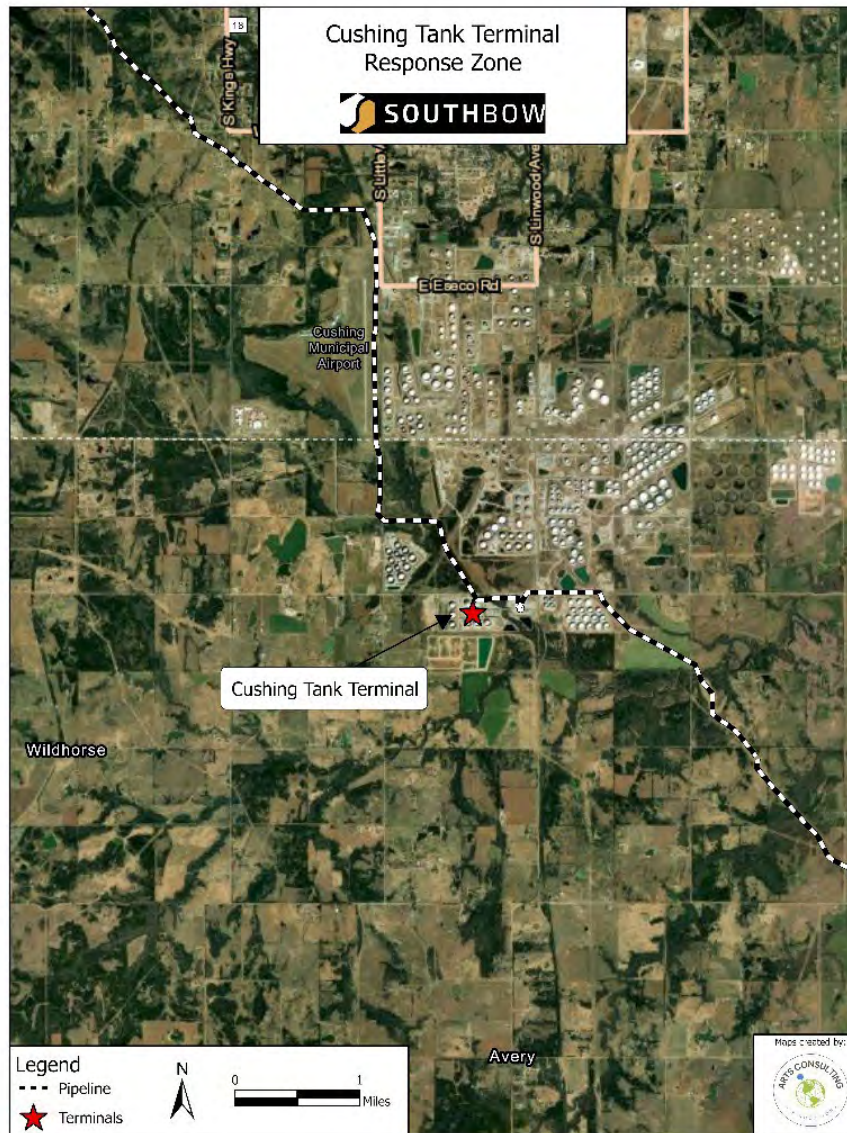 Cushing Tank Terminal
Response Zone
SOUTHBOW
18
S Kings Hwy
S Little
S Linwood Ave
E Eseco Rd
Cushing
Municipal
Airport
Cushing Tank Terminal
Wildhorse
Avery
Legend
Pipeline
Terminals
N
0 1
Miles
Maps created by:
ARTS CONSULTING